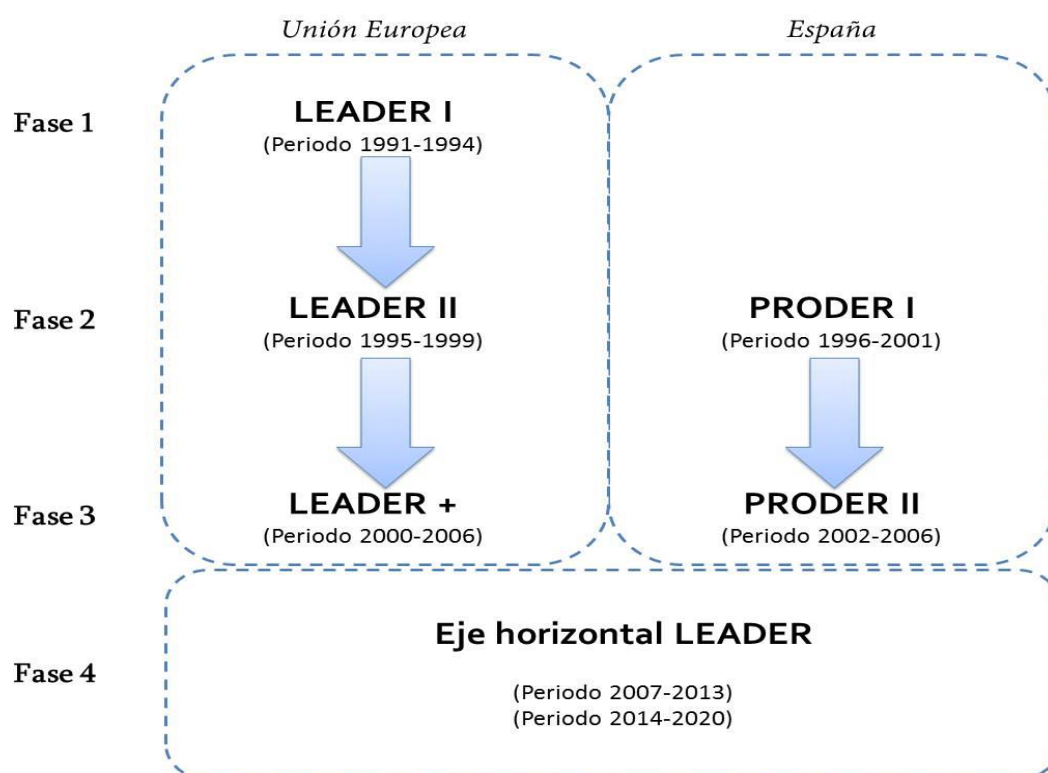 Unión Europea
España
Fase 1
LEADER I
(Periodo 1991-1994)
Fase 2
LEADER II
(Periodo 1995-1999)
PRODER I
(Periodo 1996-2001)
Fase 3
LEADER +
(Periodo 2000-2006)
PRODER II
(Periodo 2002-2006)
Fase 4
Eje horizontal LEADER
(Periodo 2007-2013)
(Periodo 2014-2020)